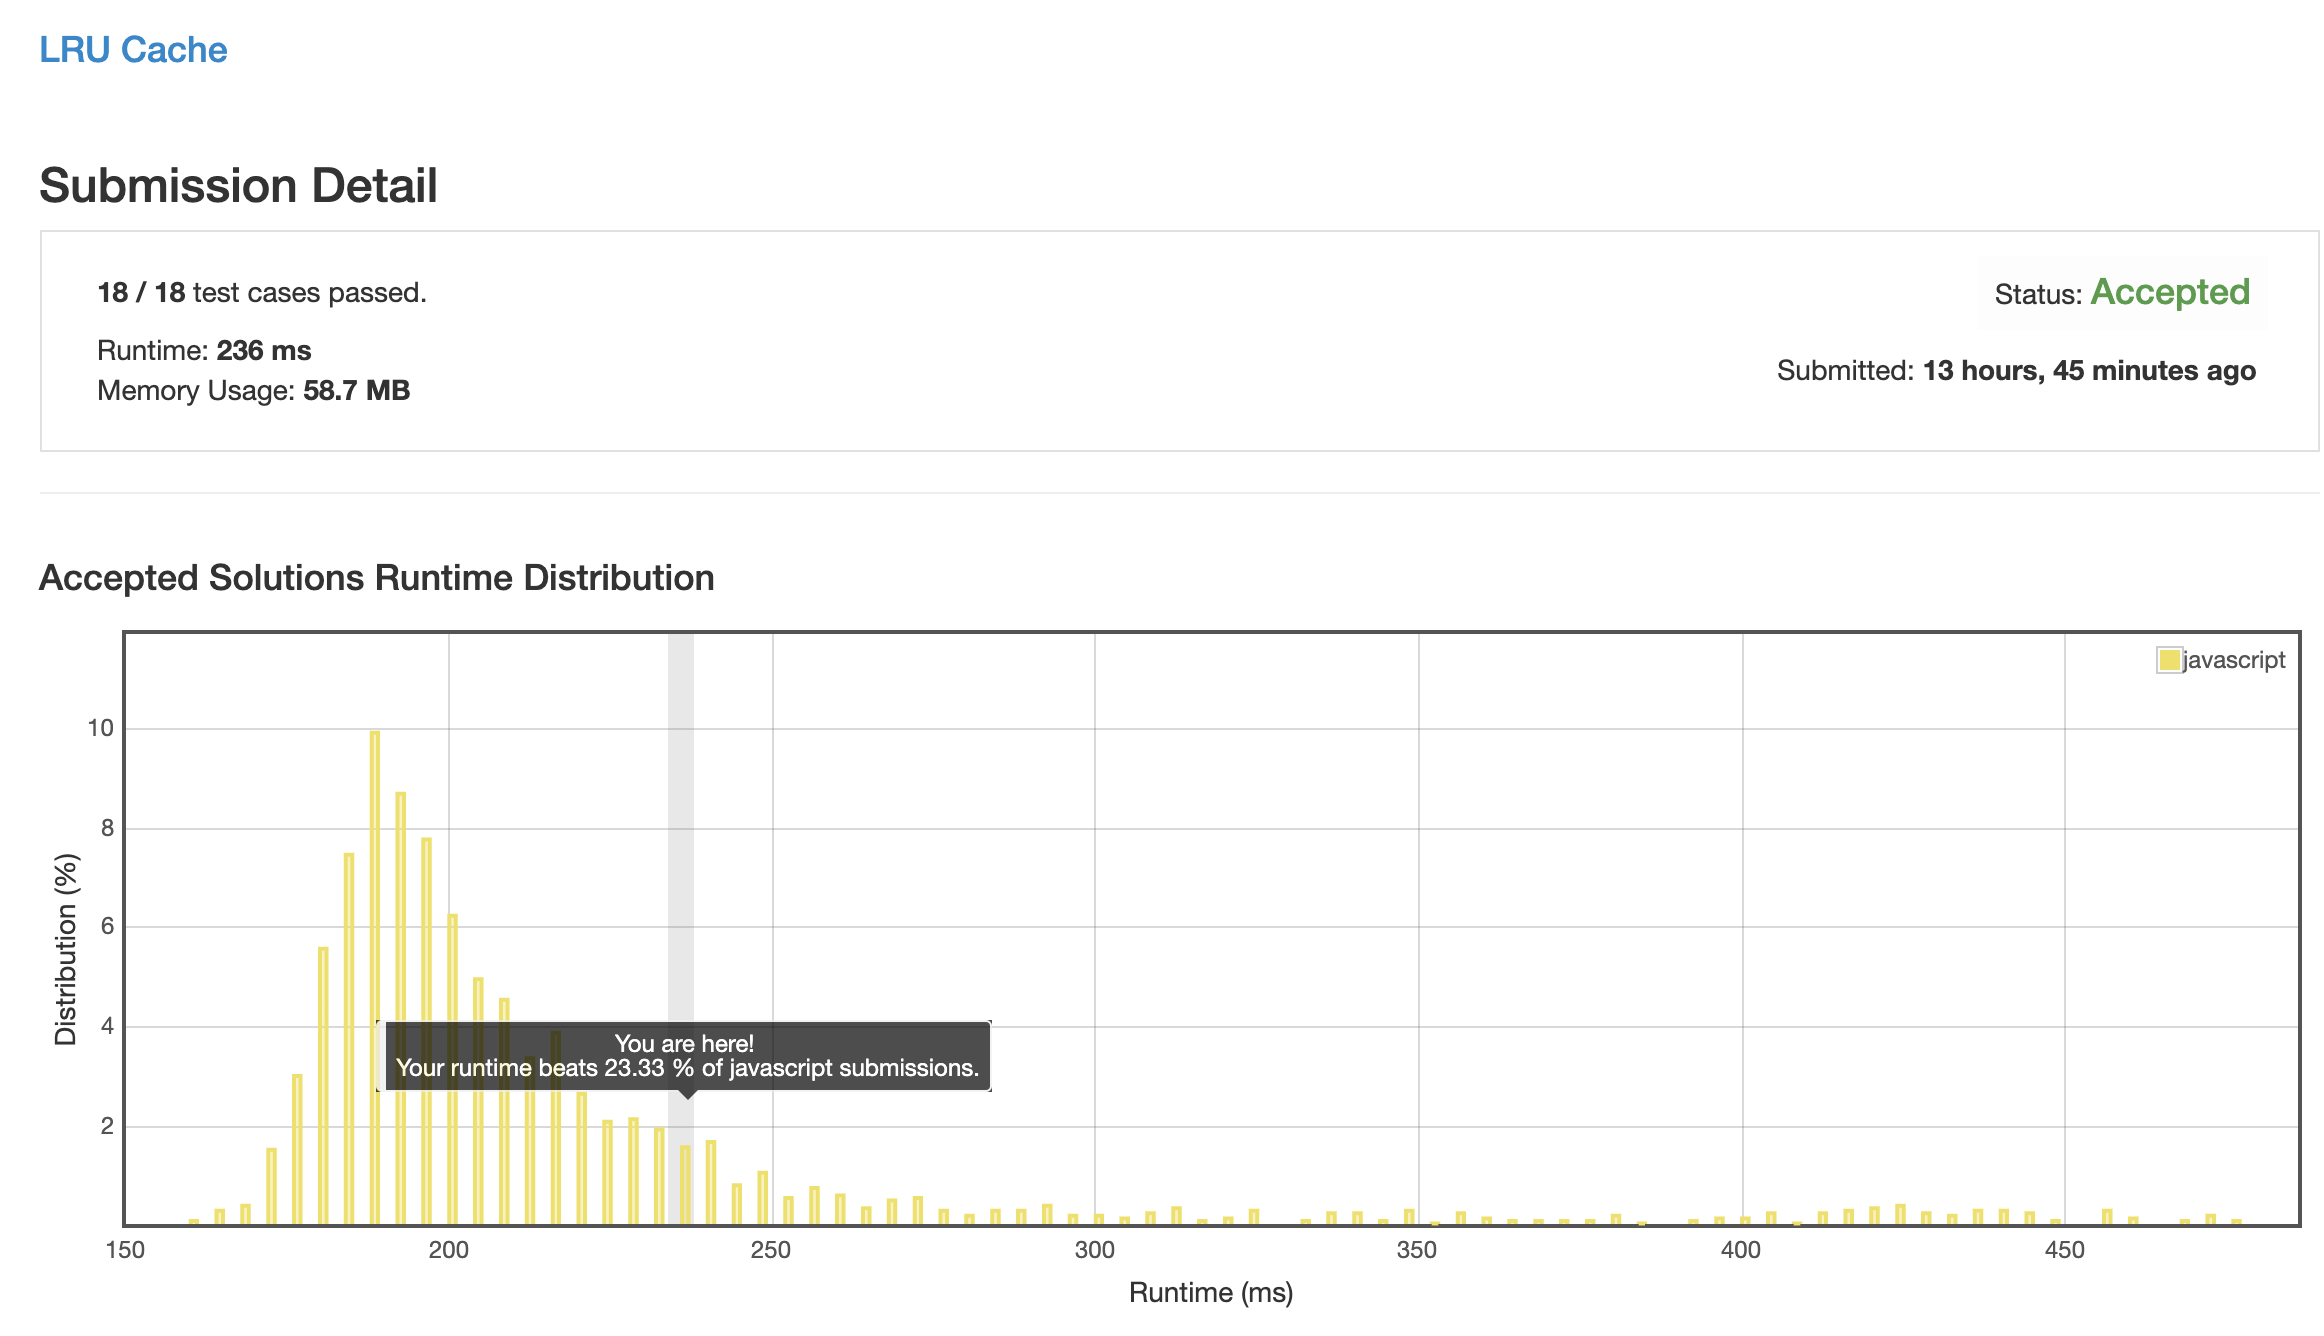 LRU Cache
Submission Detail
18 / 18 test cases passed.
Status: Accepted
Runtime: 236 ms
Memory Usage: 58.7 MB
Submitted: 13 hours, 45 minutes ago
Accepted Solutions Runtime Distribution
javascript
Distribution (%)
10
8
6
4
2
You are here!
Your runtime beats 23.33 % of javascript submissions.
150 200 250 300 350 400 450
Runtime (ms)